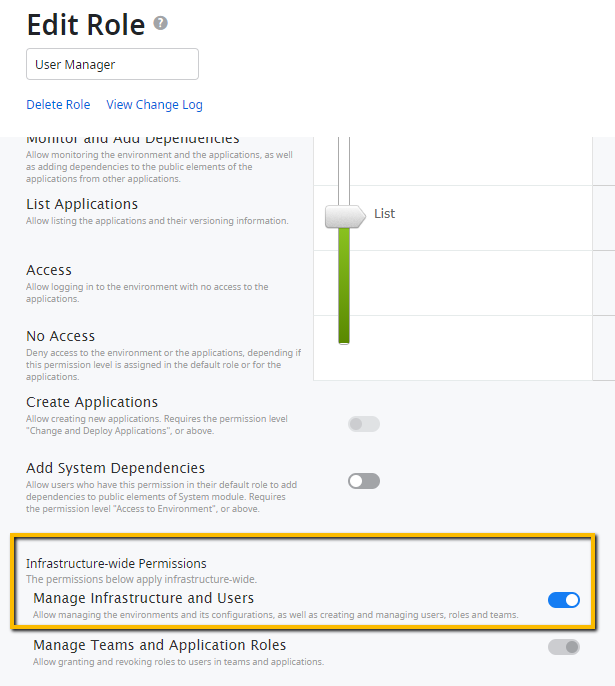 Edit Role ?
User Manager
Delete Role View Change Log
Monitor and Add Dependencies
Allow monitoring the environment and the applications, as well
as adding dependencies to the public elements of the
applications from other applications.
List Applications
Allow listing the applications and their versioning information.
List
Access
Allow logging in to the environment with no access to the
applications.
No Access
Deny access to the environment or the applications, depending if
this permission level is assigned in the default role or for the
applications.
Create Applications
Allow creating new applications. Requires the permission level
"Change and Deploy Applications", or above.
Add System Dependencies
Allow users who have this permission in their default role to add
dependencies to public elements of System module. Requires
the permission level "Access to Environment", or above.
Infrastructure-wide Permissions
The permissions below apply infrastructure-wide.
Manage Infrastructure and Users
Allow managing the environments and its configurations, as well as creating and managing users, roles and teams.
Manage Teams and Application Roles
Allow granting and revoking roles to users in teams and applications.